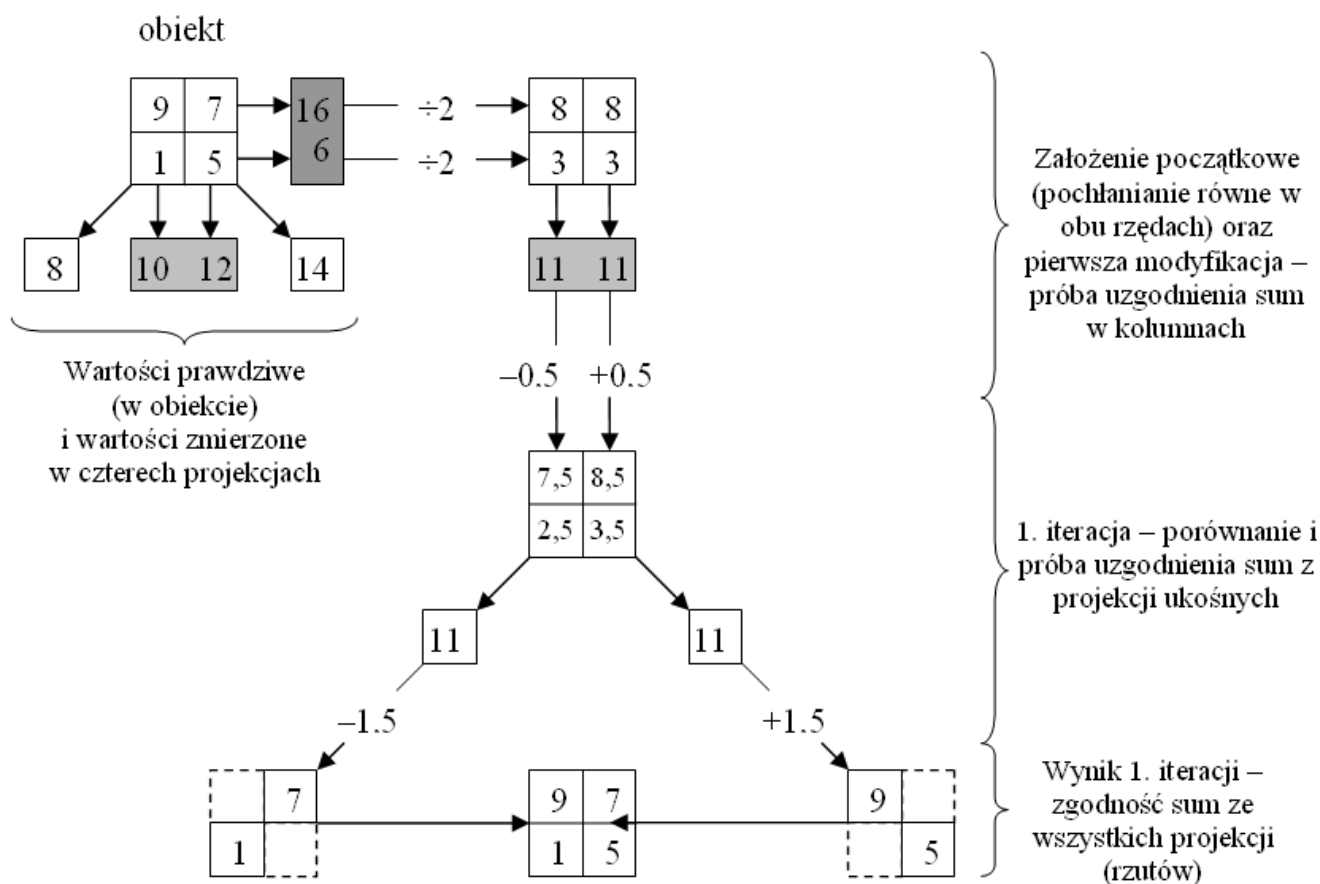 obiekt
9 7 16 ÷2 8 8
1 5 6 ÷2 3 3
8 10 12 14 11 11
Założenie początkowe
(pochłanianie równe w
obu rzędach) oraz
pierwsza modyfikacja –
próba uzgodnienia sum
w kolumnach
Wartości prawdziwe
(w obiekcie)
i wartości zmierzone
w czterech projekcjach
–0.5 +0.5
7,5 8,5
2,5 3,5
1. iteracja – porównanie i
próba uzgodnienia sum z
projekcji ukośnych
11 11
–1.5 +1.5
7 9 7 9
1 1 5 5
Wynik 1. iteracji –
zgodność sum ze
wszystkich projekcji
(rzutów)